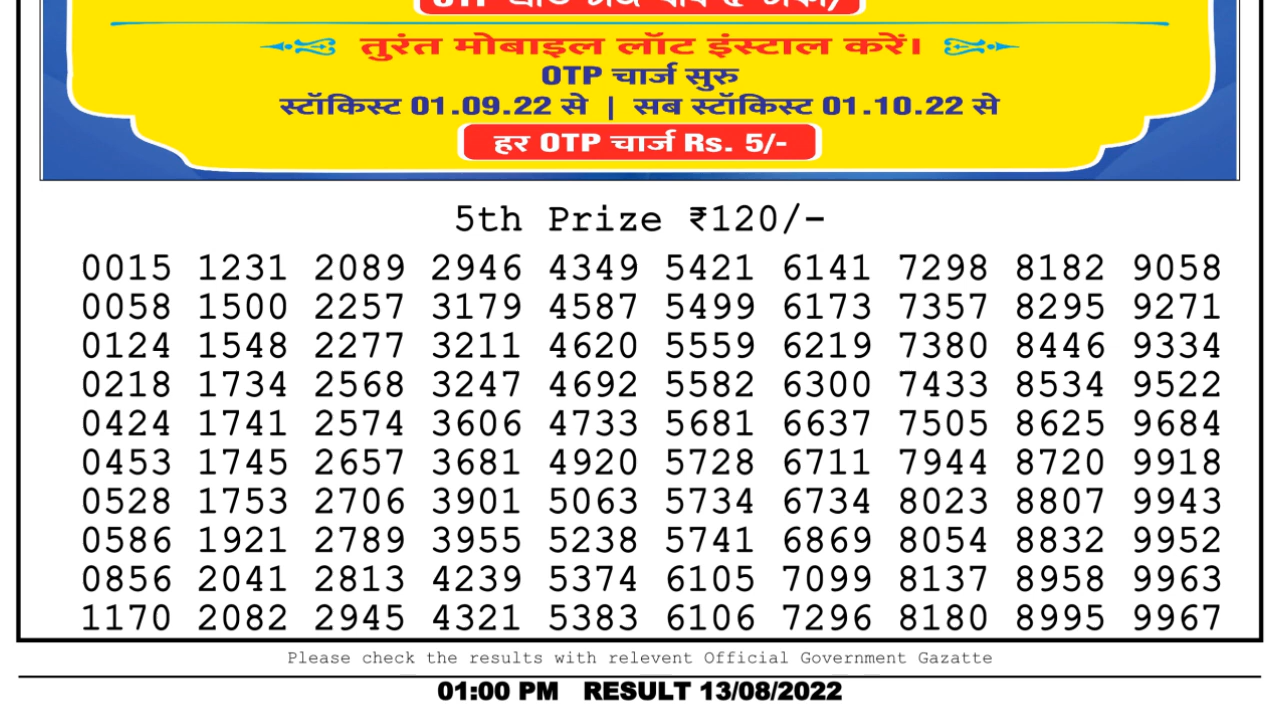 OTP
तुरंत मोबाइल लॉट इंस्टाल करें।
OTP चार्ज सुरु
स्टॉकिस्ट 01.09.22 से | सब स्टॉकिस्ट 01.10.22 से
हर OTP चार्ज Rs. 5/-
5th Prize ₹120/-
0015 1231 2089 2946 4349 5421 6141 7298 8182 9058
0058 1500 2257 3179 4587 5499 6173 7357 8295 9271
0124 1548 2277 3211 4620 5559 6219 7380 8446 9334
0218 1734 2568 3247 4692 5582 6300 7433 8534 9522
0424 1741 2574 3606 4733 5681 6637 7505 8625 9684
0453 1745 2657 3681 4920 5728 6711 7944 8720 9918
0528 1753 2706 3901 5063 5734 6734 8023 8807 9943
0586 1921 2789 3955 5238 5741 6869 8054 8832 9952
0856 2041 2813 4239 5374 6105 7099 8137 8958 9963
1170 2082 2945 4321 5383 6106 7296 8180 8995 9967
Please check the results with relevent Official Government Gazatte
01:00 PM RESULT 13/08/2022